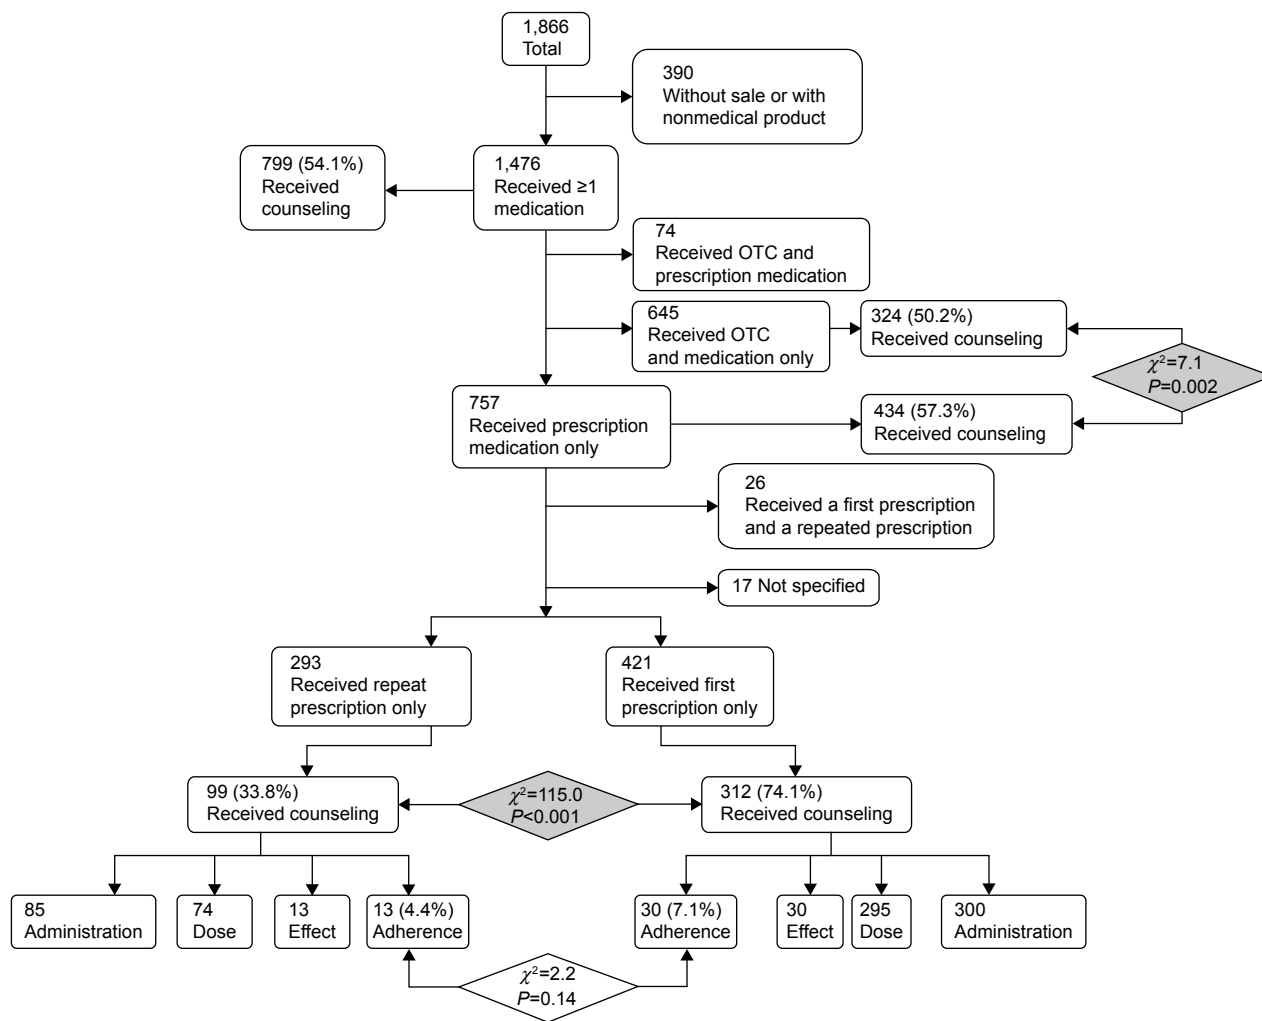 1,866
Total
390
Without sale or with
nonmedical product
799 (54.1%)
Received
counseling
1,476
Received ≥1
medication
74
Received OTC and
prescription medication
645
Received OTC
and medication only
324 (50.2%)
Received counseling
χ²=7.1
P=0.002
757
Received prescription
medication only
434 (57.3%)
Received counseling
26
Received a first prescription
and a repeated prescription
17 Not specified
293
Received repeat
prescription only
421
Received first
prescription only
99 (33.8%)
Received counseling
χ²=115.0
P<0.001
312 (74.1%)
Received counseling
85
Administration
74
Dose
13
Effect
13 (4.4%)
Adherence
30 (7.1%)
Adherence
30
Effect
295
Dose
300
Administration
χ²=2.2
P=0.14